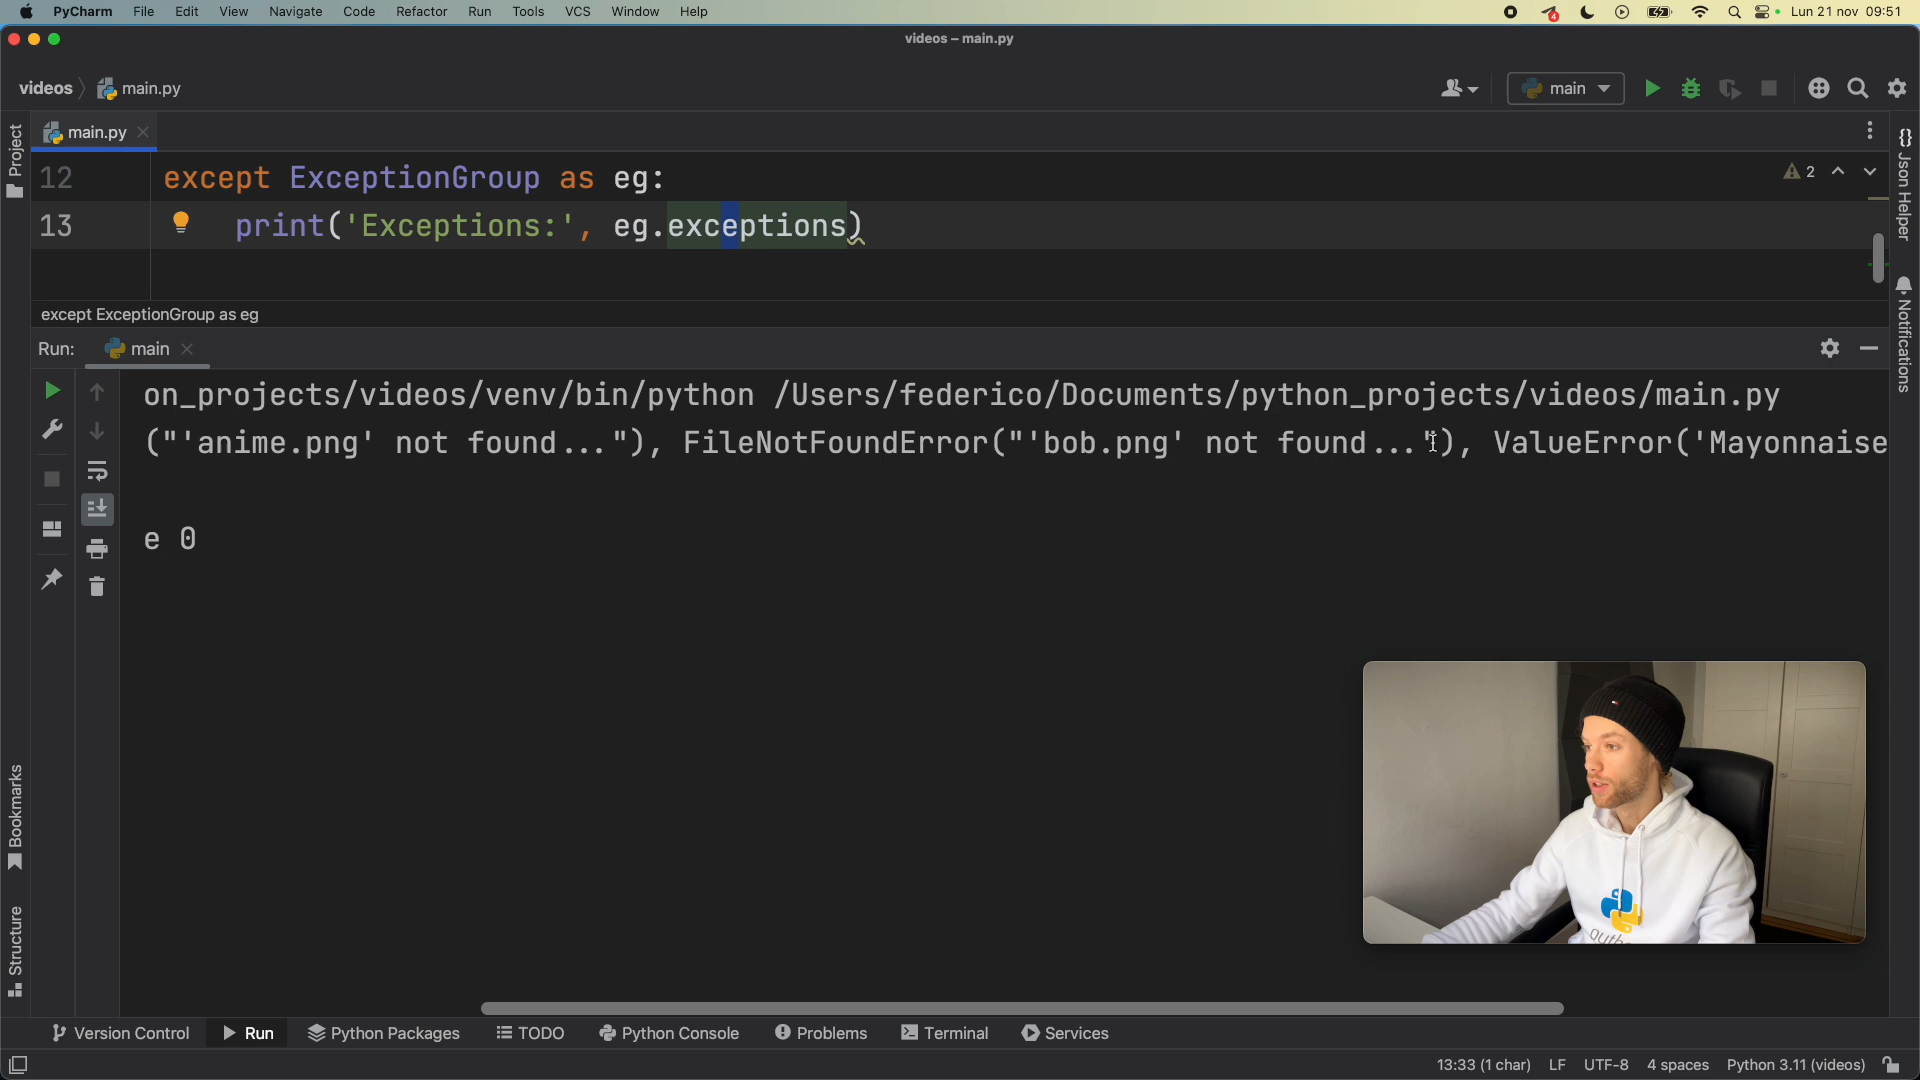 PyCharm File Edit View Navigate Code Refactor Run Tools VCS Window Help 4 Lun 21 nov 09:51
videos – main.py
videos main.py main
Project
main.py
12 except ExceptionGroup as eg: 2
13 print('Exceptions:', eg.exceptions)
except ExceptionGroup as eg
{} Json Helper
Notifications
Run: main
on_projects/videos/venv/bin/python /Users/federico/Documents/python_projects/videos/main.py
("'anime.png' not found..."), FileNotFoundError("'bob.png' not found..."), ValueError('Mayonnaise
e 0
Bookmarks
Structure
Version Control Run Python Packages TODO Python Console Problems Terminal Services
13:33 (1 char) LF UTF-8 4 spaces Python 3.11 (videos)